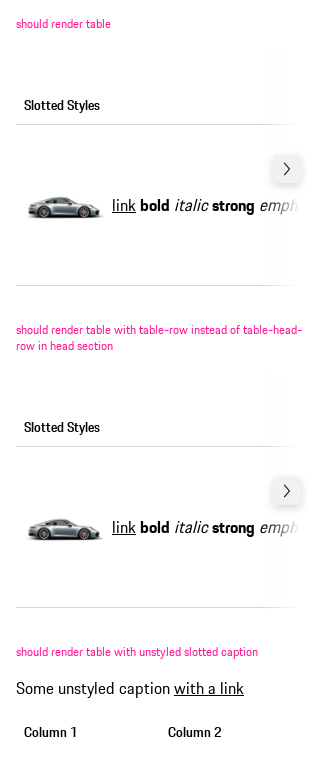 should render table
Slotted Styles
link bold italic strong emph
should render table with table-row instead of table-head-
row in head section
Slotted Styles
link bold italic strong emph
should render table with unstyled slotted caption
Some unstyled caption with a link
Column 1 Column 2